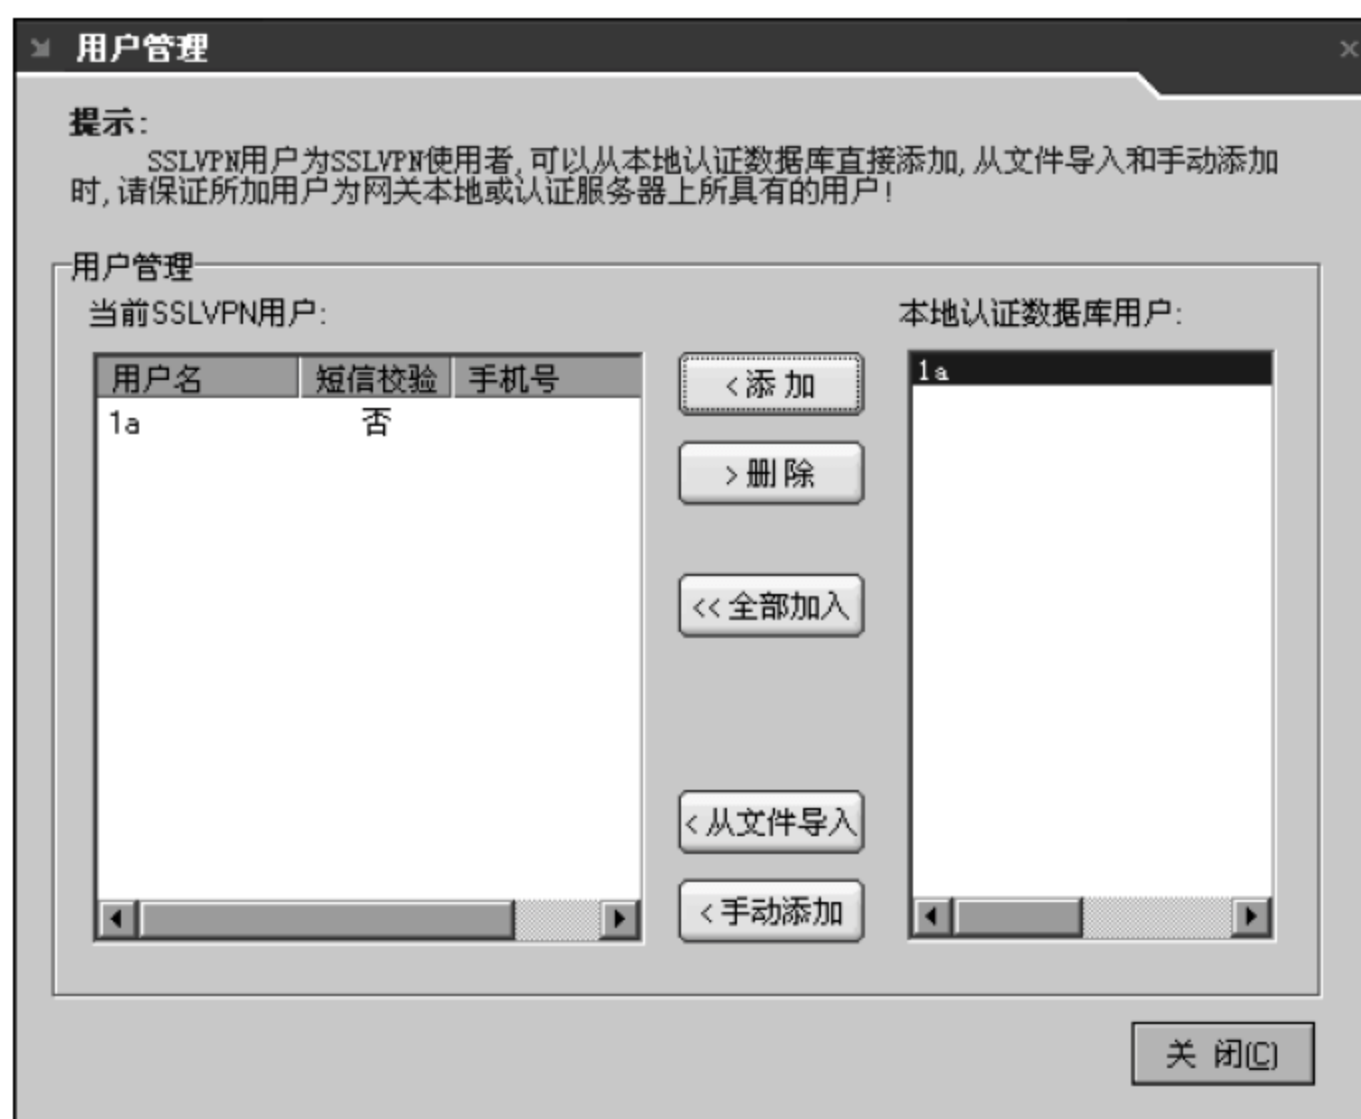 用户管理
提示:
SSLVPN用户为SSLVPN使用者,可以从本地认证数据库直接添加,从文件导入和手动添加
时,请保证所加用户为网关本地或认证服务器上所具有的用户!
用户管理
当前SSLVPN用户:
本地认证数据库用户:
用户名 短信校验 手机号
1a 否
<添 加
>删 除
<<全部加入
<从文件导入
<手动添加
1a
关 闭(C)